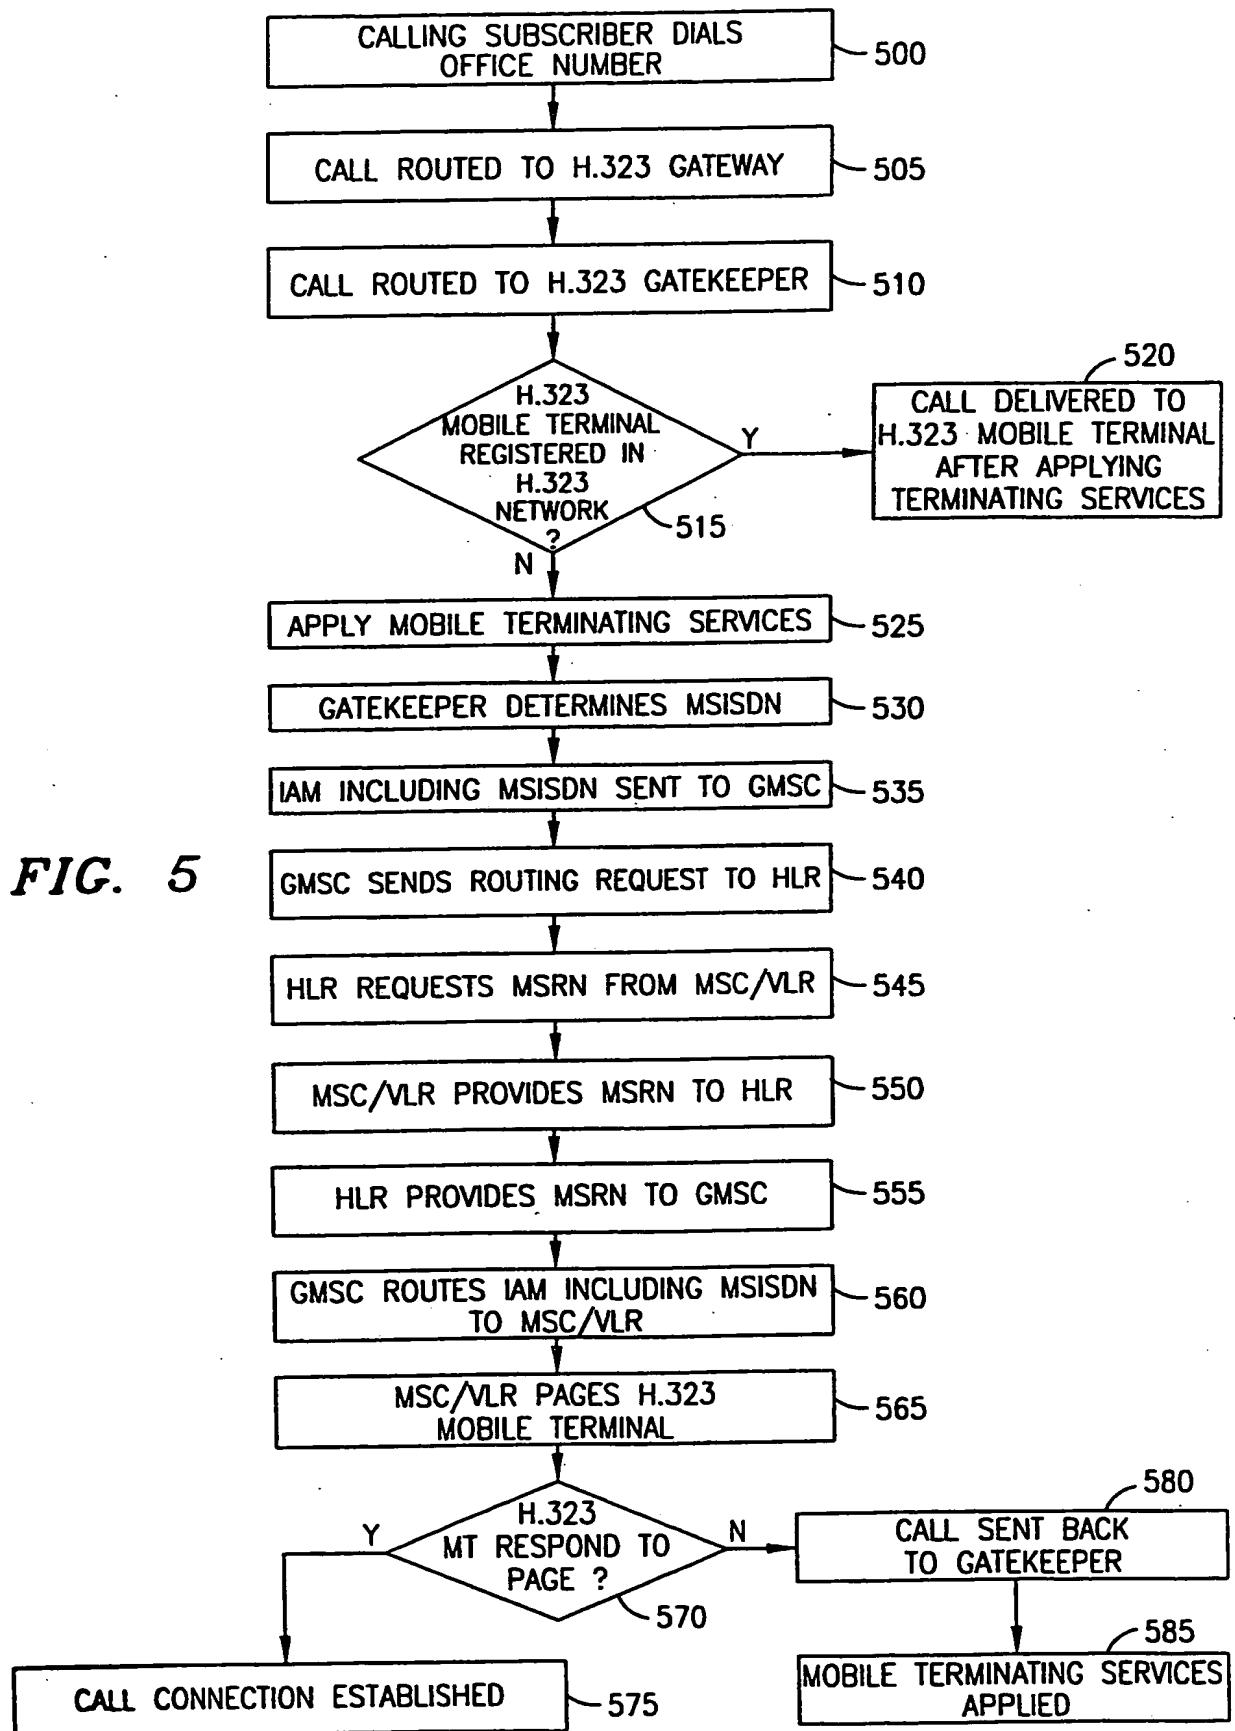 CALLING SUBSCRIBER DIALS
OFFICE NUMBER
500
CALL ROUTED TO H.323 GATEWAY
505
CALL ROUTED TO H.323 GATEKEEPER
510
H.323
MOBILE TERMINAL
REGISTERED IN
H.323
NETWORK
?
515
Y
520
CALL DELIVERED TO
H.323 MOBILE TERMINAL
AFTER APPLYING
TERMINATING SERVICES
N
APPLY MOBILE TERMINATING SERVICES
525
GATEKEEPER DETERMINES MSISDN
530
IAM INCLUDING MSISDN SENT TO GMSC
535
FIG. 5
GMSC SENDS ROUTING REQUEST TO HLR
540
HLR REQUESTS MSRN FROM MSC/VLR
545
MSC/VLR PROVIDES MSRN TO HLR
550
HLR PROVIDES MSRN TO GMSC
555
GMSC ROUTES IAM INCLUDING MSISDN
TO MSC/VLR
560
MSC/VLR PAGES H.323
MOBILE TERMINAL
565
H.323
MT RESPOND TO
PAGE ?
570
Y
N
580
CALL SENT BACK
TO GATEKEEPER
585
MOBILE TERMINATING SERVICES
APPLIED
CALL CONNECTION ESTABLISHED
575